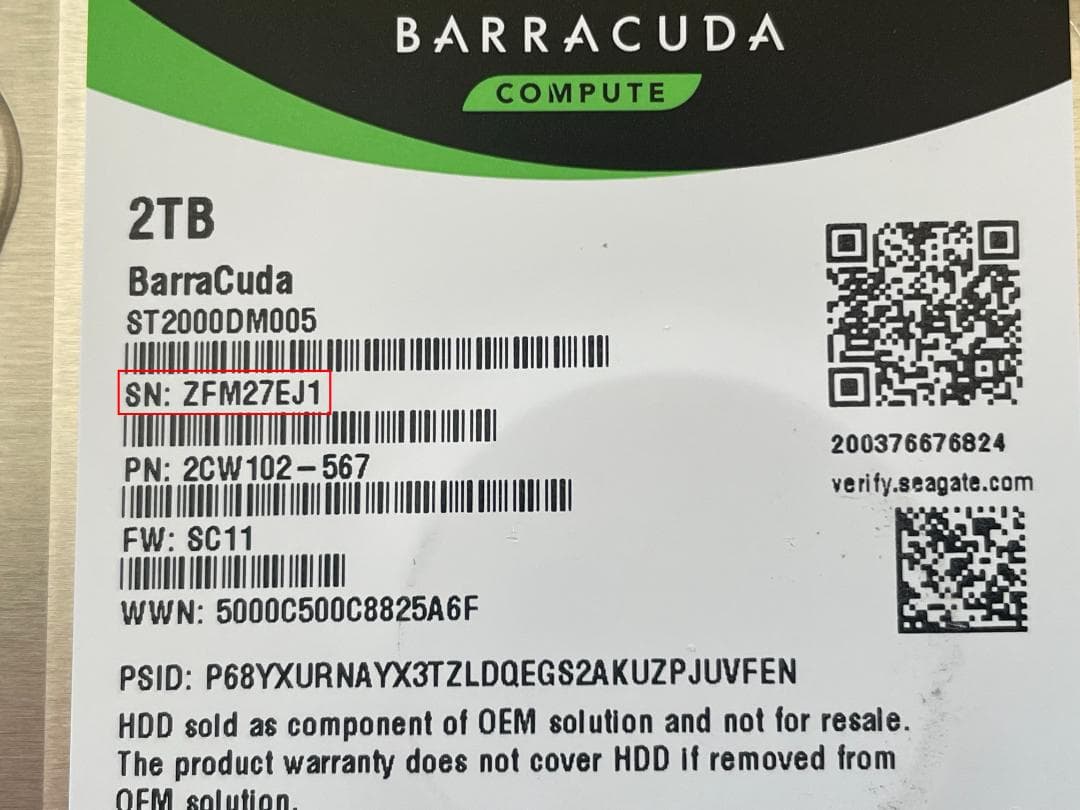 BARRACUDA
COMPUTE
2TB
BarraCuda
ST2000DM005
SN: ZFM27EJ1
PN: 2CW102-567
FW: SC11
WWN: 5000C500C8825A6F
200376676824
verify.seagate.com
PSID: P68YXURNAYX3TZLDQEGS2AKUZPJUVFEN
HDD sold as component of OEM solution and not for resale.
The product warranty does not cover HDD if removed from
OEM solution.